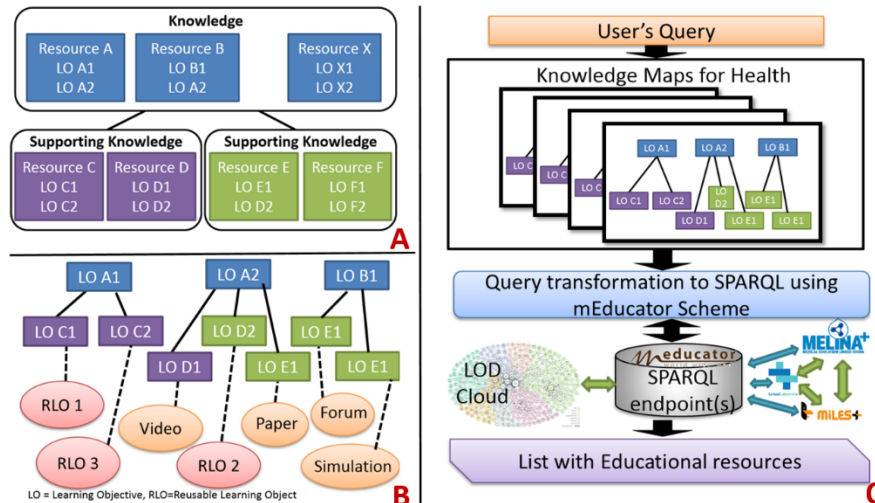 Knowledge
Resource A
LO A1
LO A2
Resource B
LO B1
LO A2
Resource X
LO X1
LO X2
Supporting Knowledge
Resource C
LO C1
LO C2
Resource D
LO D1
LO D2
Supporting Knowledge
Resource E
LO E1
LO D2
Resource F
LO F1
LO F2
A
LO A1
LO A2
LO B1
LO C1
LO C2
LO D2
LO E1
LO D1
LO E1
LO E1
RLO 1
Video
Paper
Forum
RLO 3
RLO 2
Simulation
LO = Learning Objective, RLO=Reusable Learning Object
B
User's Query
Knowledge Maps for Health
LO C
LO C
LO C
LO A1
LO A2
LO B1
LO C1
LO C2
LO
D2
LO E1
LO D1
LO E1
LO E1
Query transformation to SPARQL using
mEducator Scheme
LOD
Cloud
meducator
SPARQL
endpoint(s)
MELINA+
MILES+
List with Educational resources
C